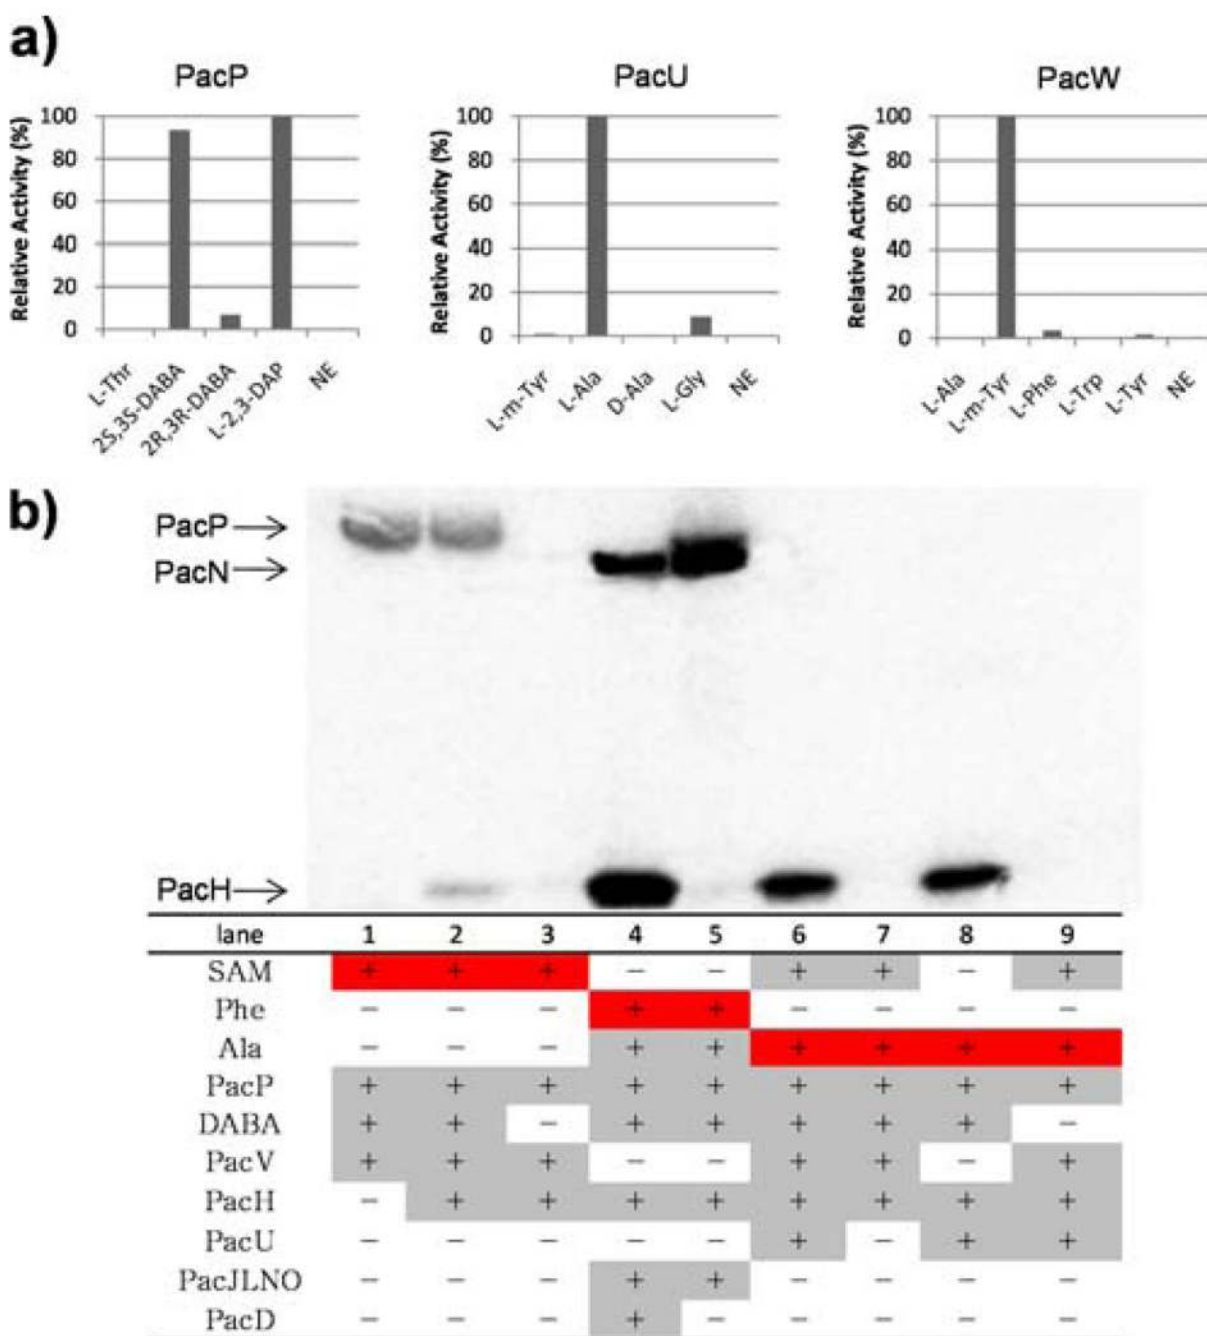 a)
PacP PacU PacW
Relative Activity (%) 100 80 60 40 20 0
L-Thr 2S,3S-DABA 2R,3R-DABA L-2,3-DAP NE
Relative Activity (%) 100 80 60 40 20 0
L-m-Tyr L-Ala D-Ala L-Gly NE
Relative Activity (%) 100 80 60 40 20 0
L-Ala L-m-Tyr L-Phe L-Trp L-Tyr NE
b)
PacP
PacN
PacH
lane 1 2 3 4 5 6 7 8 9
SAM + + + − − + + − +
Phe − − − + + − − − −
Ala − − − + + + + + +
PacP + + + + + + + + +
DABA + + − + + + + + −
PacV + + + − − + + − +
PacH − + + + + + + + +
PacU − − − − − + − + +
PacJLNO − − − + + − − − −
PacD − − − + − − − − −